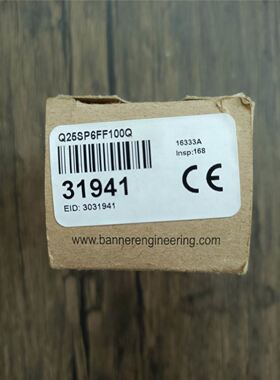 Q25SP6FF100Q
16333A
Insp:168
31941
CE
EID: 3031941
www.bannerengineering.com